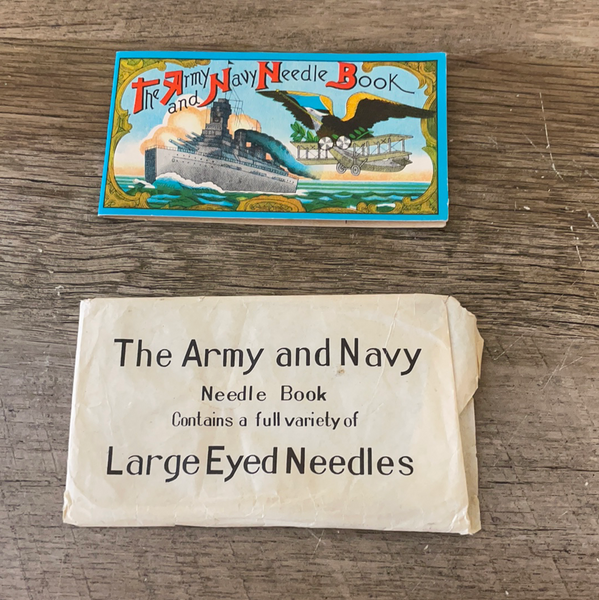 The Army Navy Needle Book
and
The Army and Navy
Needle Book
Contains a full variety of
Large Eyed Needles